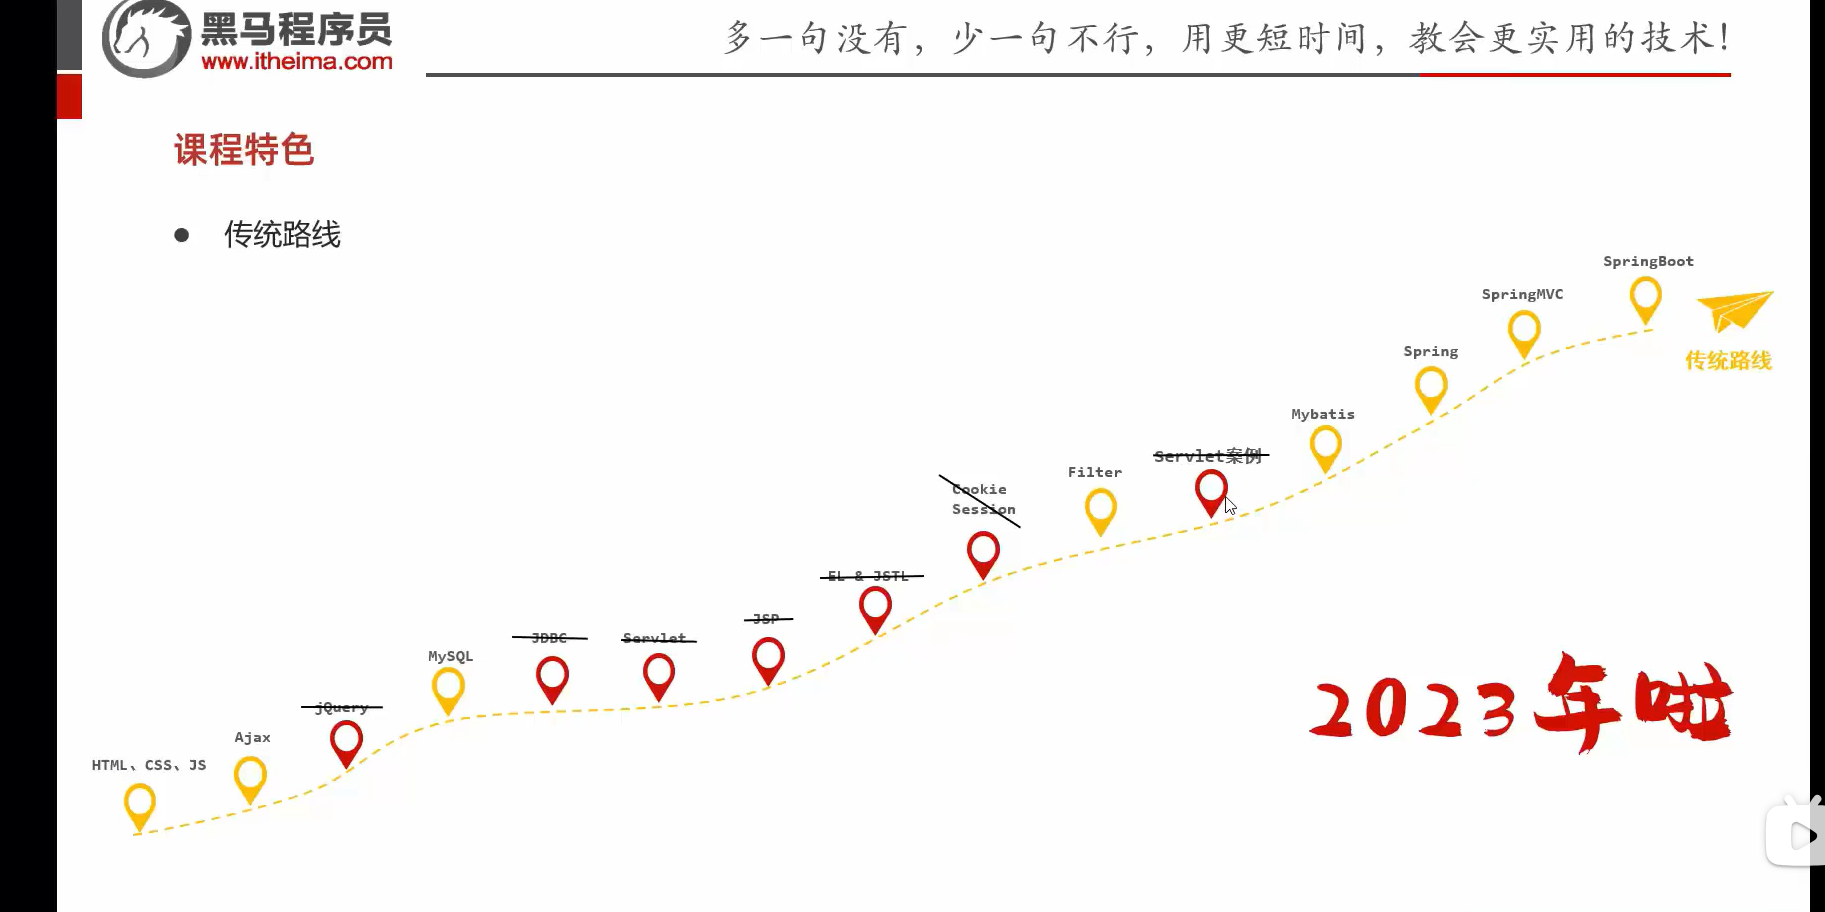 黑马程序员
www.itheima.com
多一句没有，少一句不行，用更短时间，教会更实用的技术！
课程特色
传统路线
SpringBoot
SpringMVC
传统路线
Spring
Mybatis
Servlet案例
Filter
Cookie
Session
EL & JSTL
JSP
Servlet
JDBC
MySQL
jQuery
Ajax
HTML、CSS、JS
2023年啦